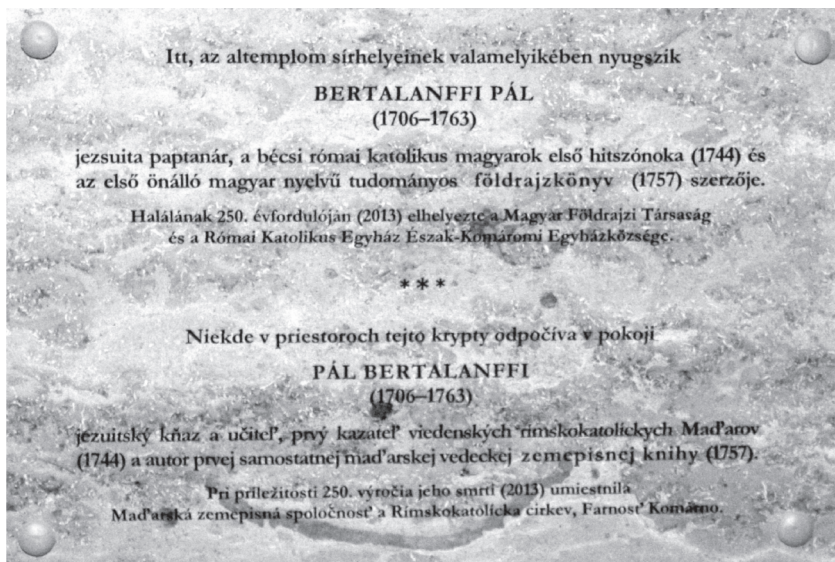 Itt, az altemplom sírhelyeinek valamelyikében nyugszik
BERTALANFFI PÁL
(1706–1763)
jezsuita paptanár, a bécsi római katolikus magyarok első hitszónoka (1744) és
az első önálló magyar nyelvű tudományos földrajzkönyv (1757) szerzője.
Halálának 250. évfordulóján (2013) elhelyezte a Magyar Földrajzi Társaság
és a Római Katolikus Egyház Észak-Komáromi Egyházközsége.
***
Niekde v priestoroch tejto krypty odpočíva v pokoji
PÁL BERTALANFFI
(1706–1763)
jezuitský kňaz a učiteľ, prvý kazateľ viedenských rímskokatolíckych Maďarov
(1744) a autor prvej samostatnej maďarskej vedeckej zemepisnej knihy (1757).
Pri príležitosti 250. výročia jeho smrti (2013) umiestnila
Maďarská zemepisná spoločnosť a Rímskokatolícka cirkev, Farnosť Komárno.